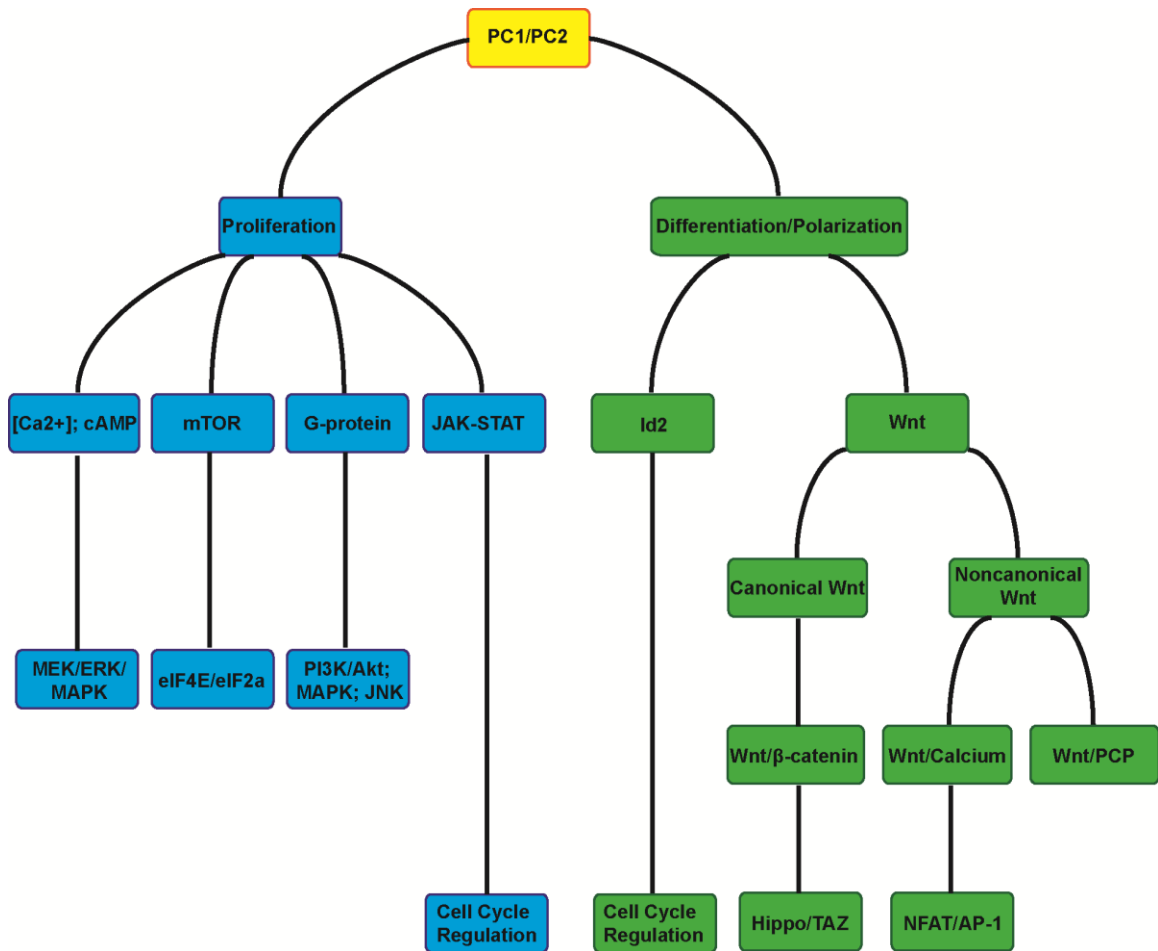 PC1/PC2
Proliferation
Differentiation/Polarization
[Ca2+]; cAMP
mTOR
G-protein
JAK-STAT
Id2
Wnt
Canonical Wnt
Noncanonical
Wnt
MEK/ERK/
MAPK
eIF4E/eIF2a
PI3K/Akt;
MAPK; JNK
Wnt/β-catenin
Wnt/Calcium
Wnt/PCP
Cell Cycle
Regulation
Cell Cycle
Regulation
Hippo/TAZ
NFAT/AP-1